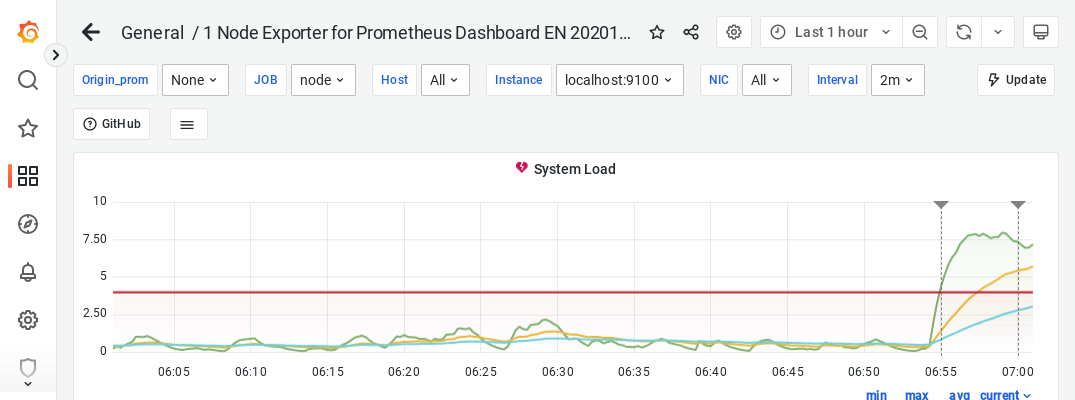 General / 1 Node Exporter for Prometheus Dashboard EN 20201...
Last 1 hour
Origin_prom None JOB node Host All Instance localhost:9100 NIC All Interval 2m Update
GitHub
System Load
10
7.50
5
2.50
0
06:05 06:10 06:15 06:20 06:25 06:30 06:35 06:40 06:45 06:50 06:55 07:00
min max avg current